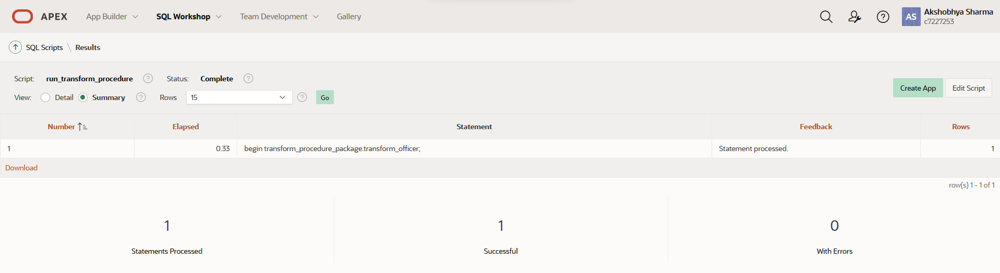 APEX App Builder SQL Workshop Team Development Gallery ? AS Akshobhya Sharma
c7227253
SQL Scripts \ Results
Script: run_transform_procedure ? Status: Complete ?
View: Detail Summary ? Rows 15 ? Go
Create App Edit Script
Number Elapsed Statement Feedback Rows
1 0.33 begin transform_procedure_package.transform_officer; Statement processed. 1
Download
row(s) 1 - 1 of 1
1 1 0
Statements Processed Successful With Errors